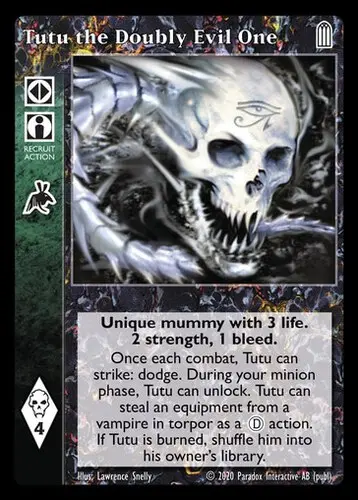 Tutu the Doubly Evil One
RECRUIT
ACTION
4
Unique mummy with 3 life.
2 strength, 1 bleed.
Once each combat, Tutu can
strike: dodge. During your minion
phase, Tutu can unlock. Tutu can
steal an equipment from a
vampire in torpor as a Ⓓ action.
If Tutu is burned, shuffle him into
his owner's library.
Illus: Lawrence Snelly
© 2020 Paradox Interactive AB (publ)